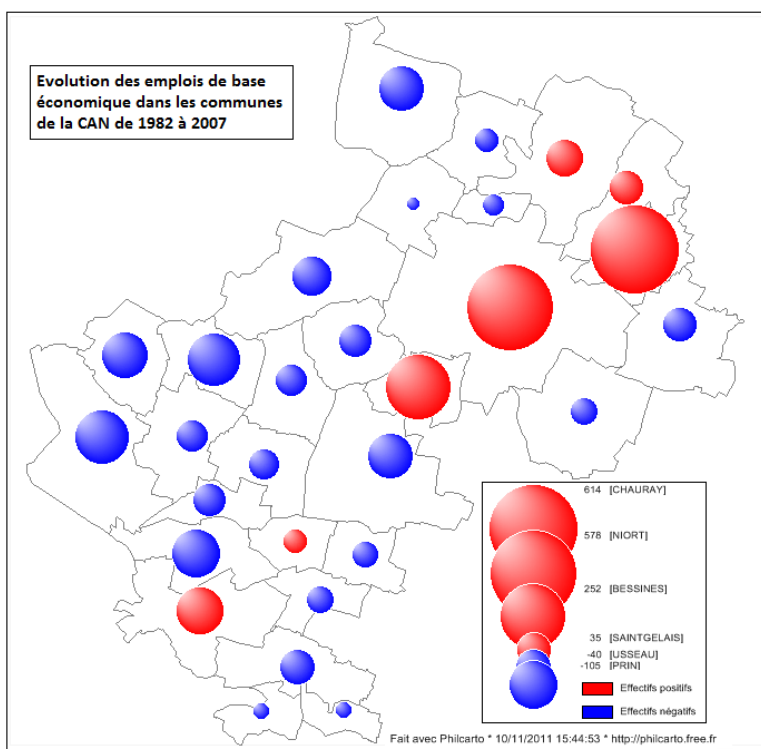 Evolution des emplois de base
économique dans les communes
de la CAN de 1982 à 2007
614 [CHAURAY]
578 [NIORT]
252 [BESSINES]
35 [SAINTGELAIS]
-40 [USSEAU]
-105 [PRIN]
Effectifs positifs
Effectifs négatifs
Fait avec Philcarto * 10/11/2011 15:44:53 * http://philcarto.free.fr